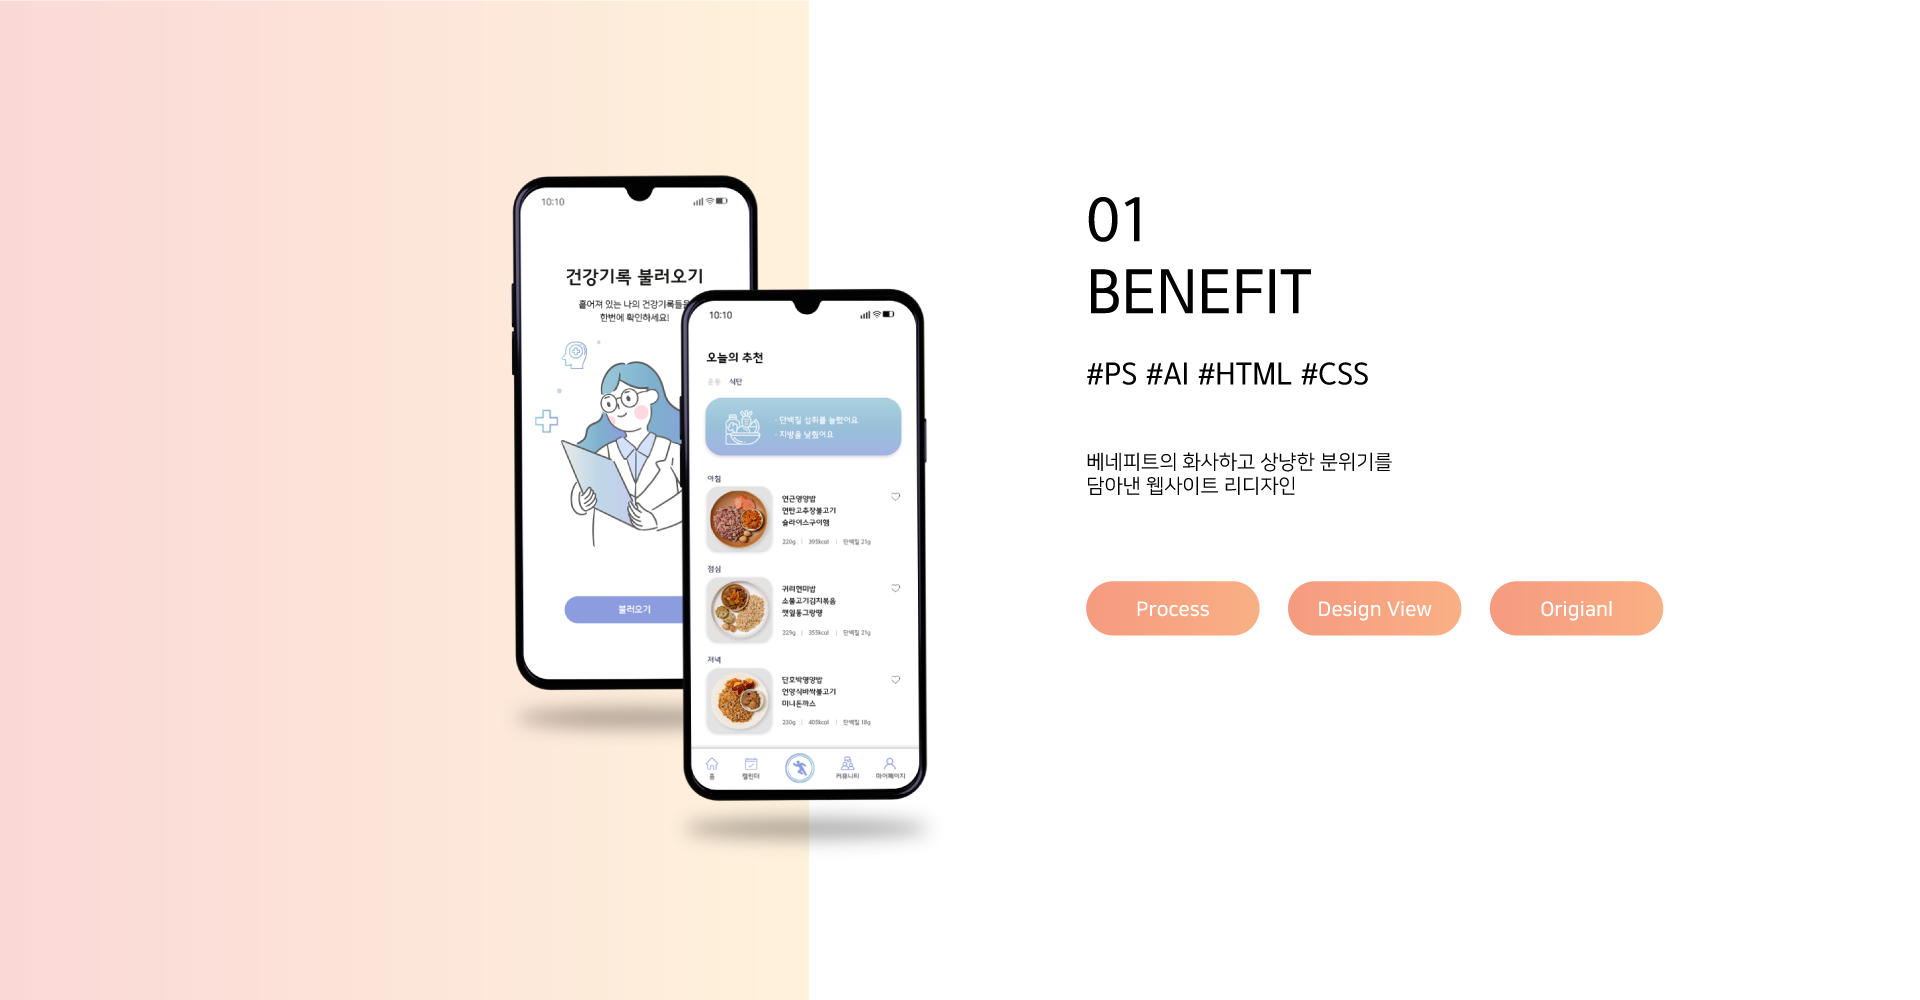 10:10
건강기록 불러오기
흩어져 있는 나의 건강기록들을
한번에 확인하세요!
불러오기
10:10
오늘의 추천
운동 식단
· 단백질 섭취를 늘렸어요
· 지방을 낮췄어요
아침
연근영양밥
연탄고추장불고기
슬라이스구이햄
220g | 395kcal | 단백질 21g
점심
귀리현미밥
소불고기김치볶음
깻잎동그랑땡
229g | 355kcal | 단백질 21g
저녁
단호박영양밥
언양식바싹불고기
미니돈까스
230g | 405kcal | 단백질 18g
홈 캘린더 커뮤니티 마이페이지
01
BENEFIT
#PS #AI #HTML #CSS
베네피트의 화사하고 상냥한 분위기를
담아낸 웹사이트 리디자인
Process Design View Origianl